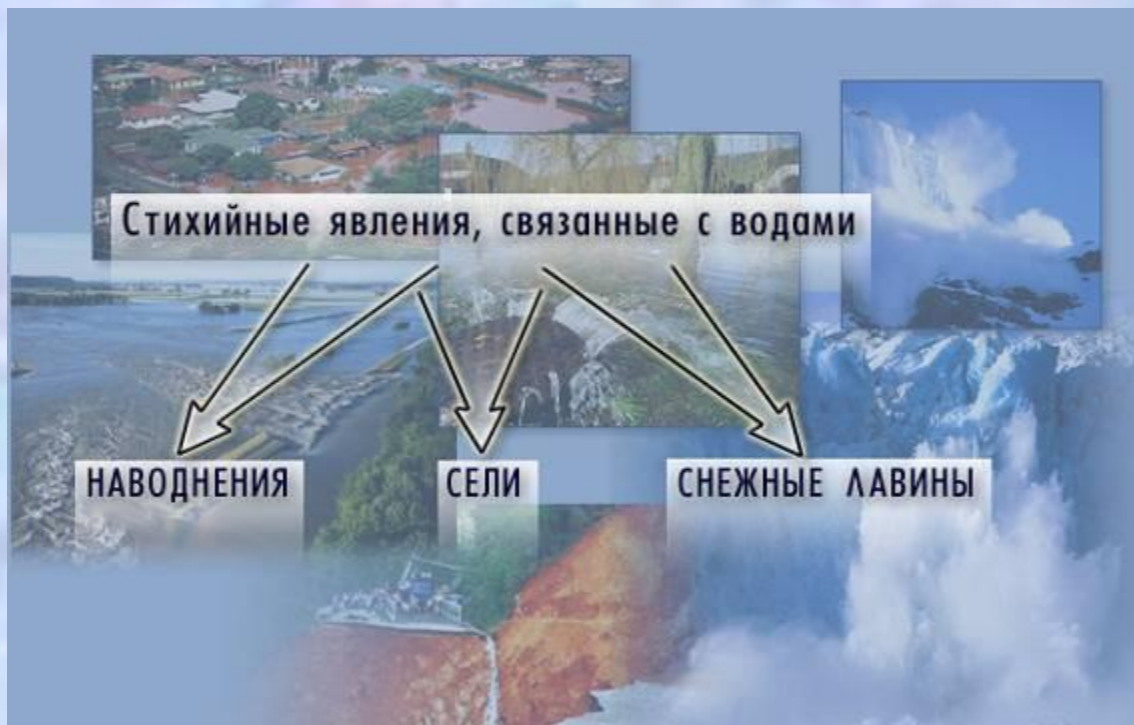 Стихийные явления, связанные с водами
НАВОДНЕНИЯ
СЕЛИ
СНЕЖНЫЕ ЛАВИНЫ